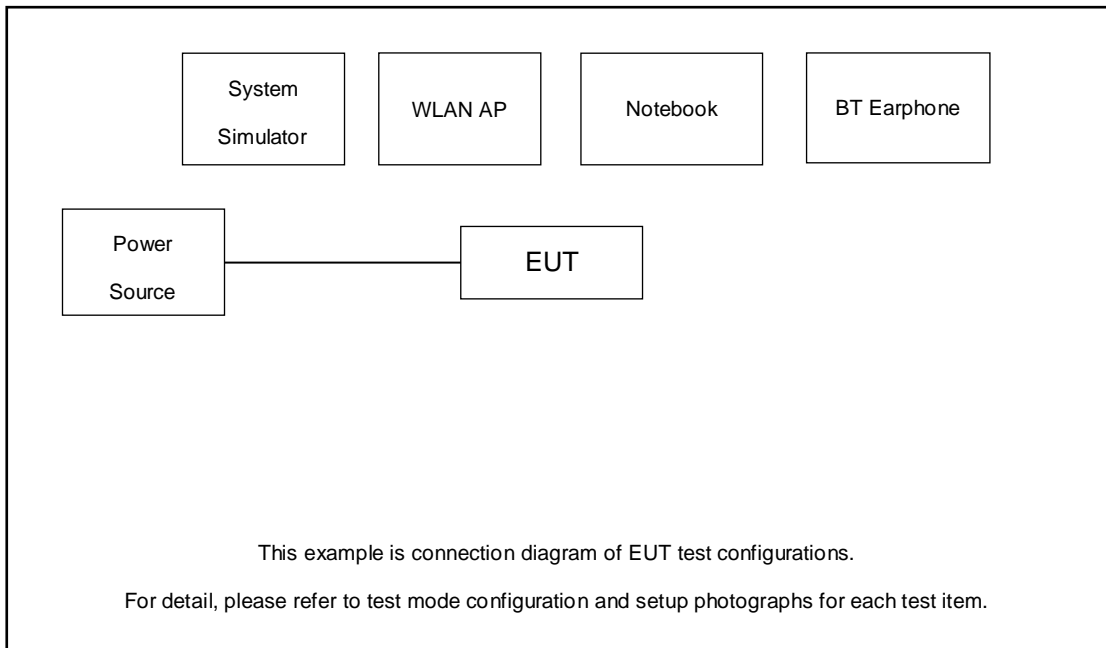 System
Simulator
WLAN AP
Notebook
BT Earphone
Power
Source
EUT
This example is connection diagram of EUT test configurations.
For detail, please refer to test mode configuration and setup photographs for each test item.